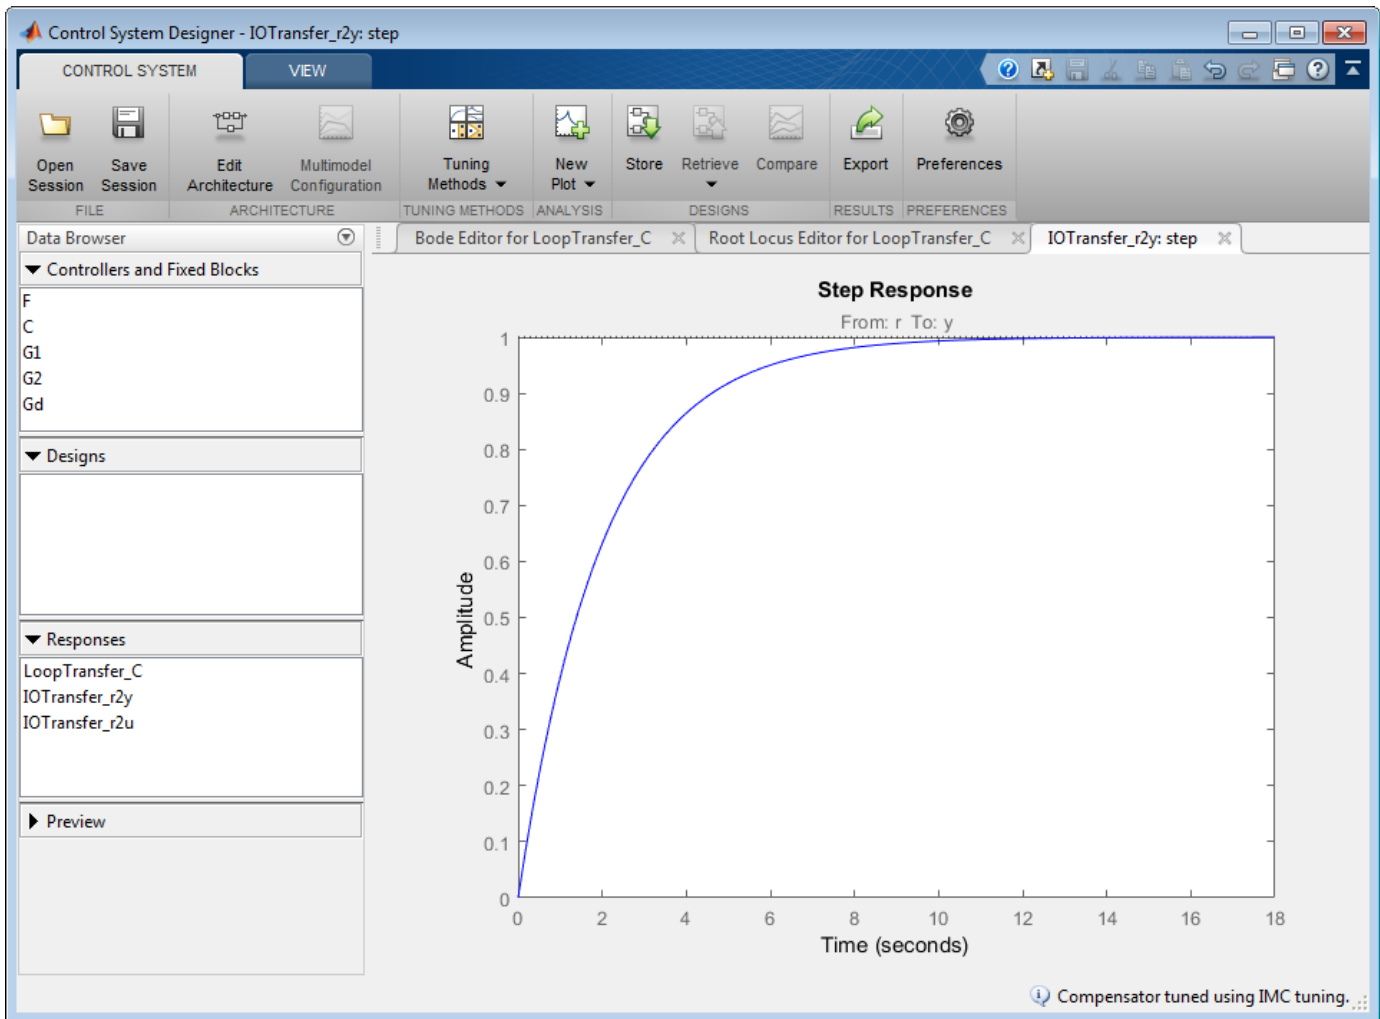 Control System Designer - IOTransfer_r2y: step
CONTROL SYSTEM
VIEW
Open Session
Save Session
Edit Architecture
Multimodel Configuration
Tuning Methods
New Plot
Store
Retrieve
Compare
Export
Preferences
FILE
ARCHITECTURE
TUNING METHODS
ANALYSIS
DESIGNS
RESULTS
PREFERENCES
Data Browser
Bode Editor for LoopTransfer_C
Root Locus Editor for LoopTransfer_C
IOTransfer_r2y: step
Controllers and Fixed Blocks
F
C
G1
G2
Gd
Designs
Responses
LoopTransfer_C
IOTransfer_r2y
IOTransfer_r2u
Preview
Step Response
From: r To: y
1
0.9
0.8
0.7
0.6
0.5
0.4
0.3
0.2
0.1
0
Amplitude
0 2 4 6 8 10 12 14 16 18
Time (seconds)
Compensator tuned using IMC tuning.